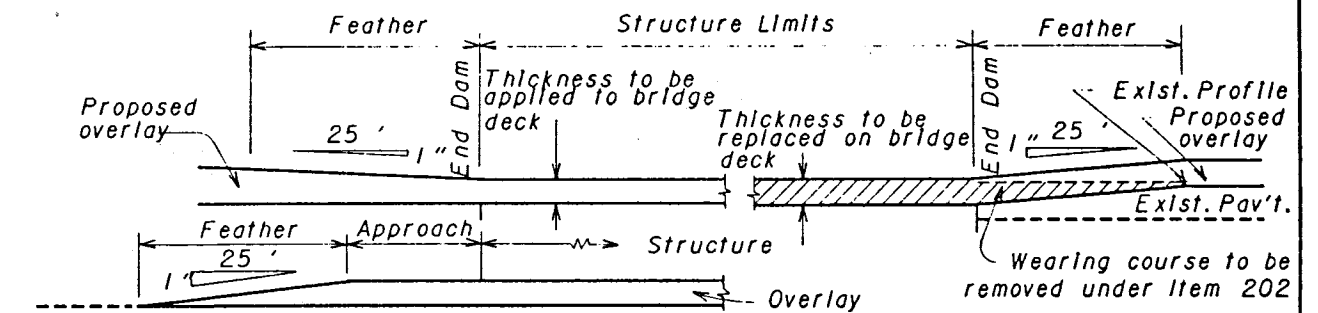 Feather
Structure Limits
Feather
Proposed
overlay
25 '
1 "
End Dam
Thickness to be
applied to bridge
deck
Thickness to be
replaced on bridge
deck
End Dam
1" 25 '
Exist. Profile
Proposed
overlay
Exist. Pav't.
Feather
Approach
Structure
1 " 25 '
Overlay
Wearing course to be
removed under Item 202